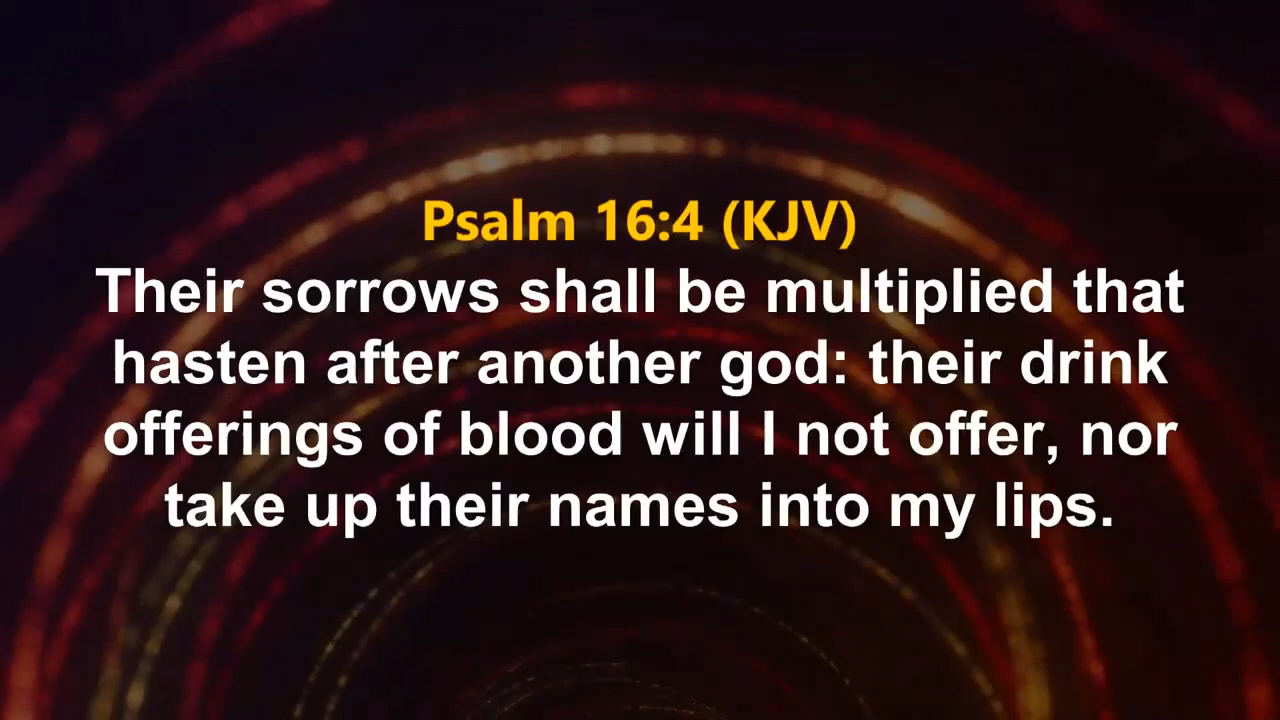 Psalm 16:4 (KJV)
Their sorrows shall be multiplied that
hasten after another god: their drink
offerings of blood will I not offer, nor
take up their names into my lips.